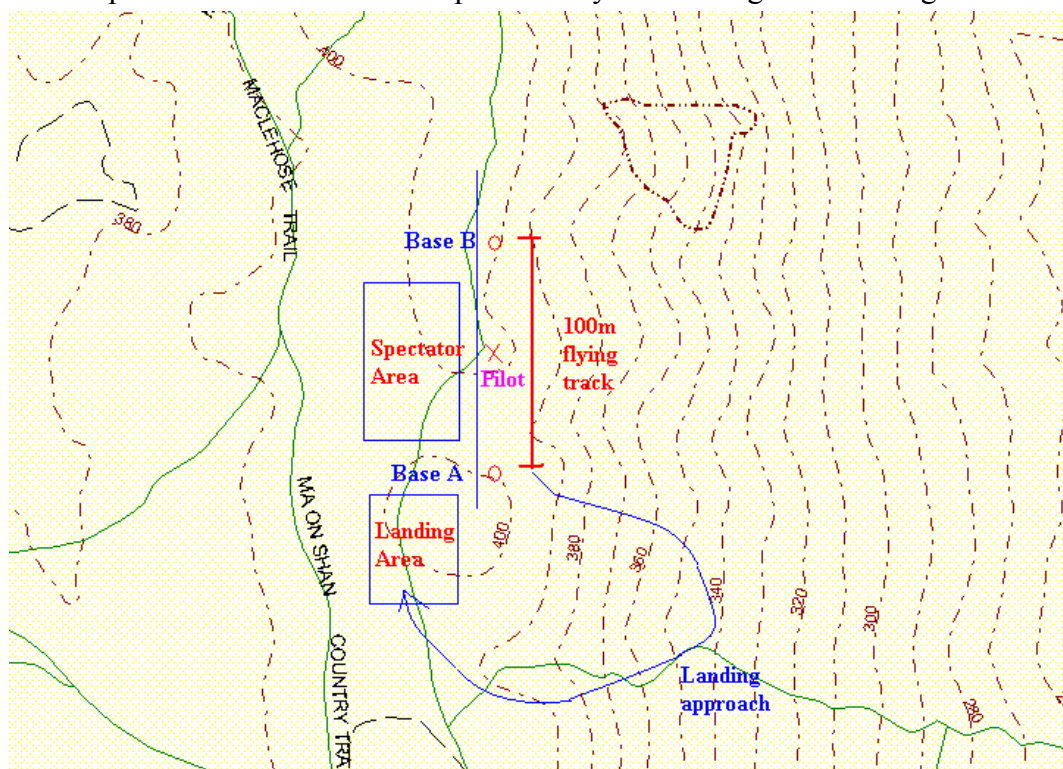 400
MACLEHOSE TRAIL
380
Base B
100m
flying
track
Spectator
Area
Pilot
Base A
MA ON SHAN
COUNTRY TRA
Landing
Area
400
380
360
340
320
300
280
Landing
approach